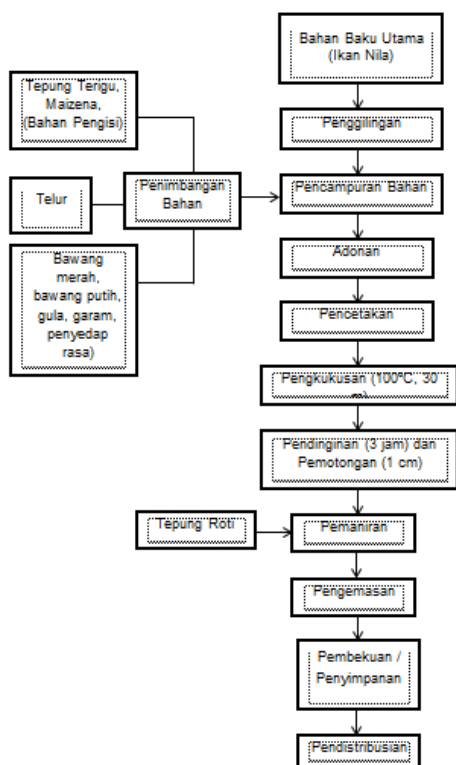 Bahan Baku Utama
(Ikan Nila)
Tepung Terigu,
Maizena,
(Bahan Pengisi)
Penggilingan
Telur
Penimbangan
Bahan
Pencampuran Bahan
Bawang
merah,
bawang putih,
gula, garam,
penyedap
rasa)
Adonan
Pencetakan
Pengkukusan (100°C, 30
Pendinginan (3 jam) dan
Pemotongan (1 cm)
Tepung Roti
Pemaniran
Pengemasan
Pembekuan /
Penyimpanan
Pendistribusian